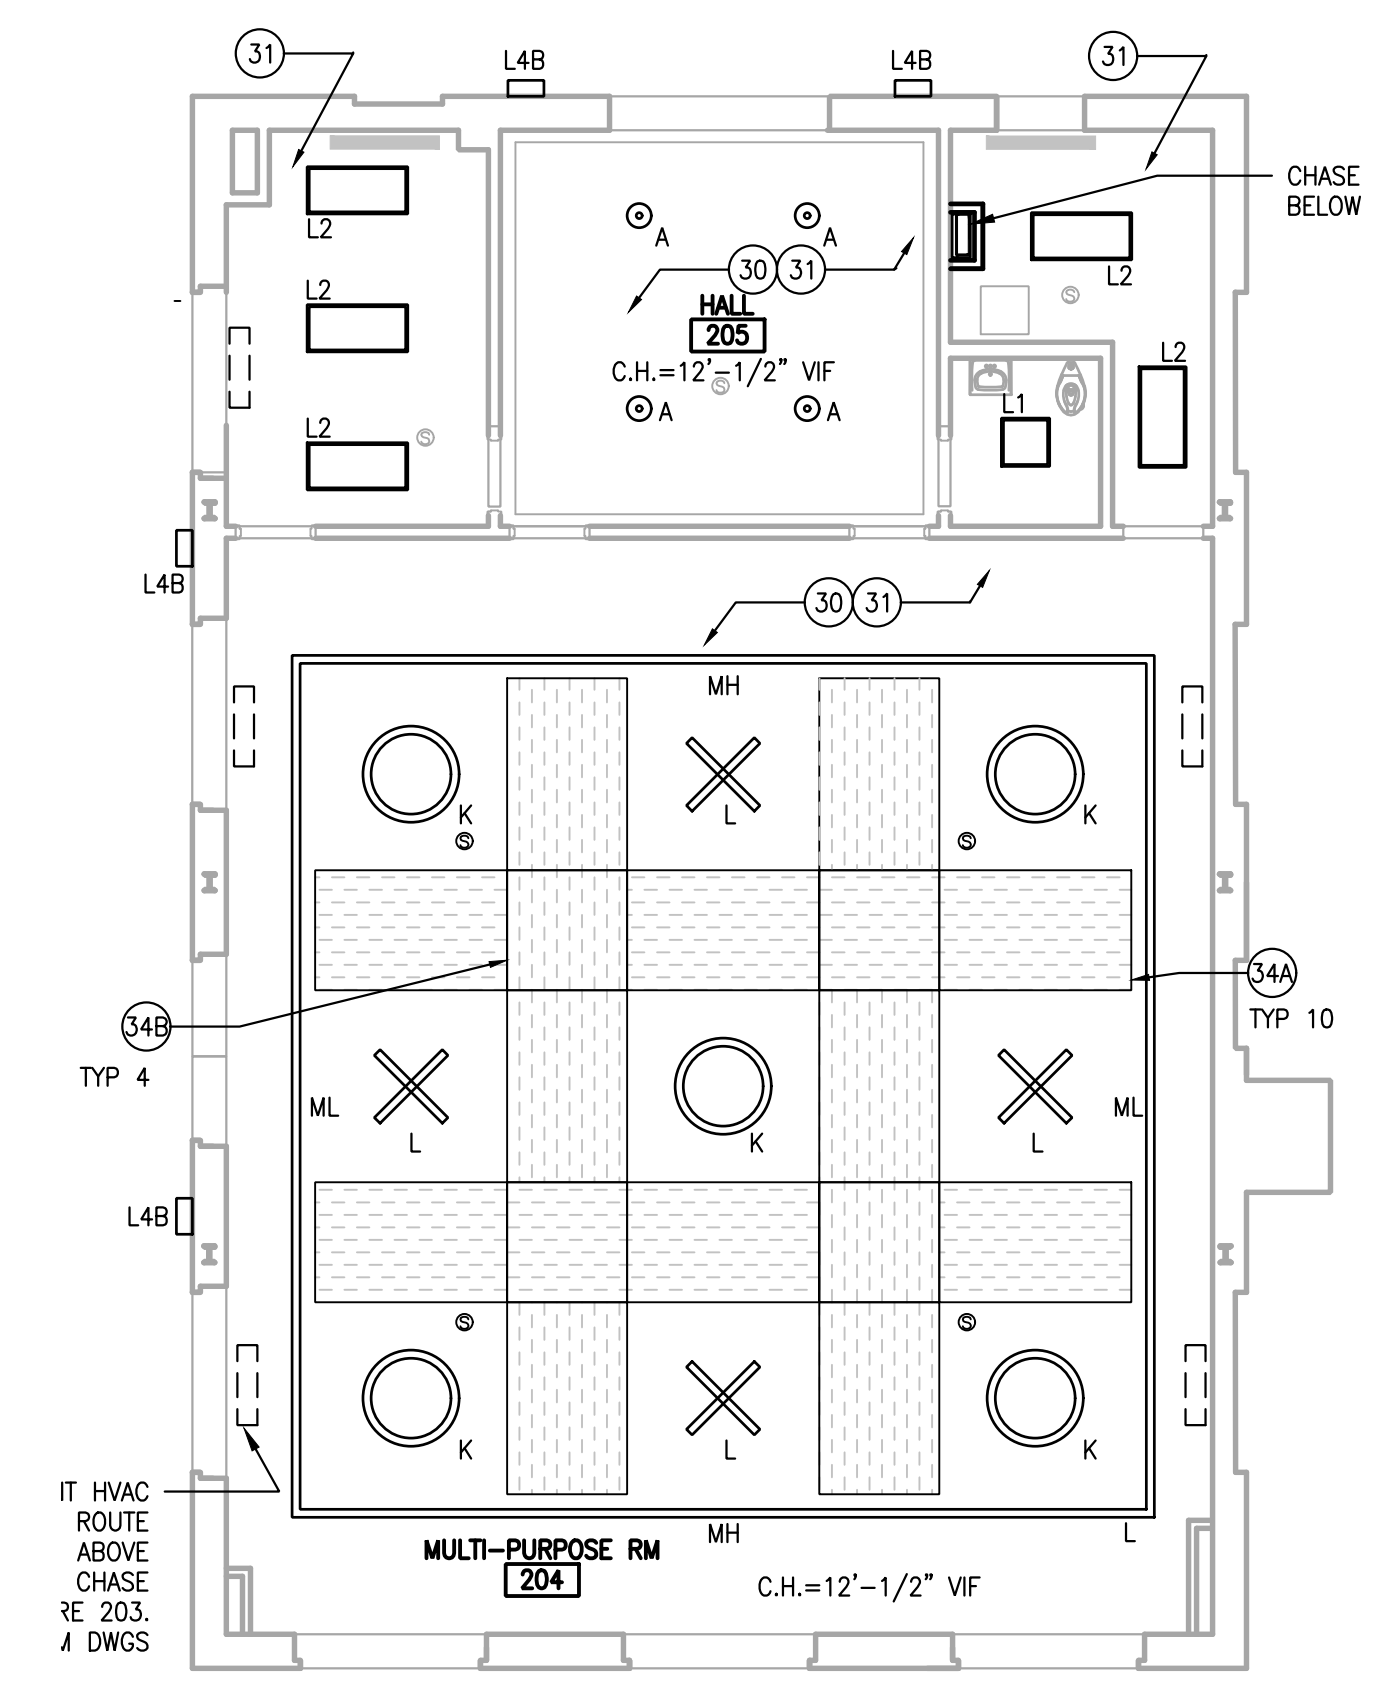 31
L4B
L4B
31
CHASE
BELOW
L2
A
A
30 31
L2
HALL
205
L2
S
C.H.=12'-1/2" VIF
S
L2
L1
A
A
L2
S
L4B
30 31
MH
K
L
K
S
S
34A
TYP 10
34B
TYP 4
ML
ML
L
K
L
L4B
S
S
K
L
K
IT HVAC
ROUTE
ABOVE
CHASE
RE 203.
DWGS
MH
L
MULTI-PURPOSE RM
204
C.H.=12'-1/2" VIF